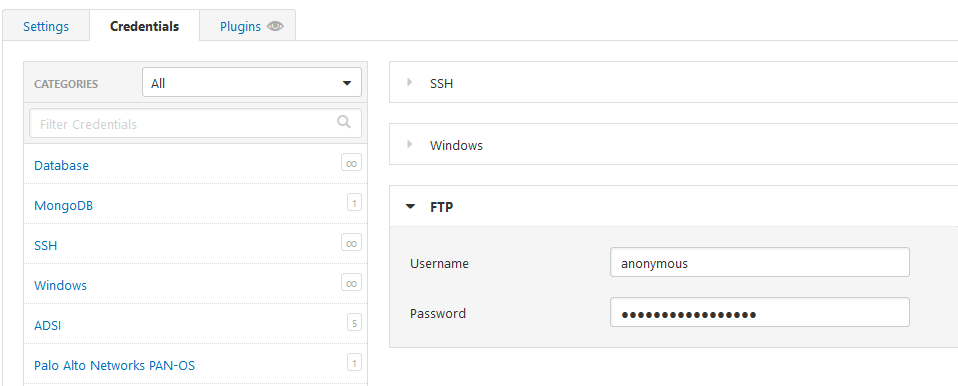 Settings
Credentials
Plugins
CATEGORIES
All
Filter Credentials
Database ∞
MongoDB 1
SSH ∞
Windows ∞
ADSI 5
Palo Alto Networks PAN-OS 1
SSH
Windows
FTP
Username anonymous
Password ●●●●●●●●●●●●●●●●●